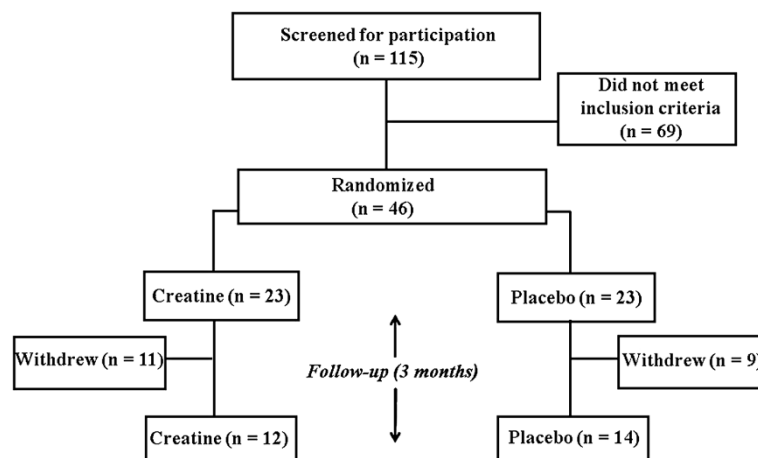 Screened for participation
(n = 115)
Did not meet
inclusion criteria
(n = 69)
Randomized
(n = 46)
Creatine (n = 23)
Placebo (n = 23)
Withdrew (n = 11)
Follow-up (3 months)
Withdrew (n = 9)
Creatine (n = 12)
Placebo (n = 14)